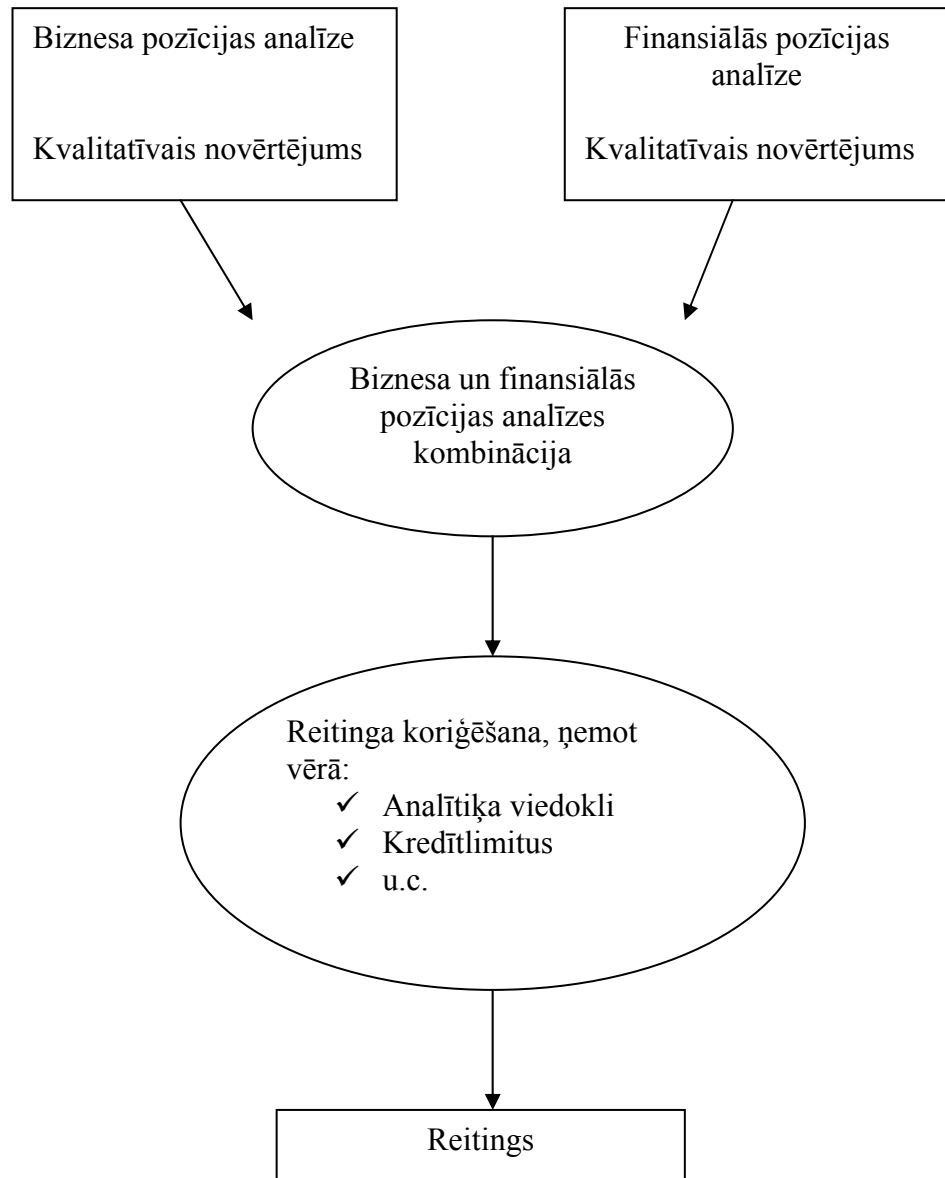 Biznesa pozīcijas analīze
Kvalitatīvais novērtējums
Finansiālās pozīcijas
analīze
Kvalitatīvais novērtējums
Biznesa un finansiālās
pozīcijas analīzes
kombinācija
Reitinga koriģēšana, ņemot
vērā:
✓ Analītiķa viedokli
✓ Kredītlimitus
✓ u.c.
Reitings